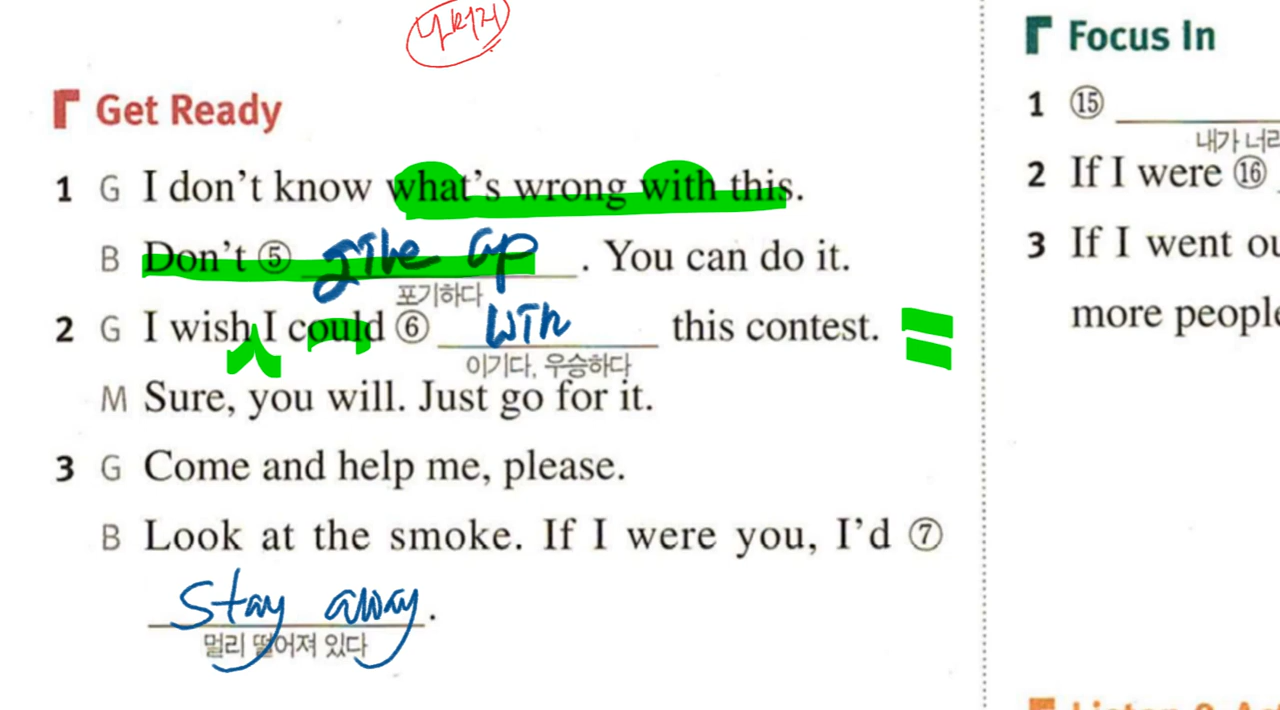 나머지
Get Ready
1 G I don't know what's wrong with this.
B Don't ⑤ give up . You can do it.
포기하다
2 G I wish I could ⑥ win this contest.
이기다, 우승하다
M Sure, you will. Just go for it.
3 G Come and help me, please.
B Look at the smoke. If I were you, I'd ⑦
stay away.
멀리 떨어져 있다
Focus In
1 ⑮
내가 너라
2 If I were ⑯
3 If I went ou
more people